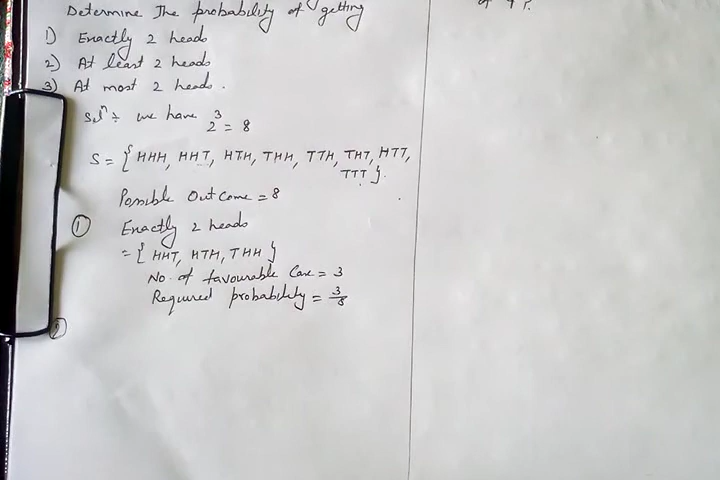 Determine The probability of getting
1) Exactly 2 heads
2) At least 2 heads
3) At most 2 heads.
Solⁿ: we have 2³ = 8
S = { HHH, HHT, HTH, THH, TTH, THT, HTT,
TTT }.
Possible Outcome = 8
① Exactly 2 heads
= { HHT, HTH, THH }
No. of favourable Case = 3
Required probability = 3/8
②